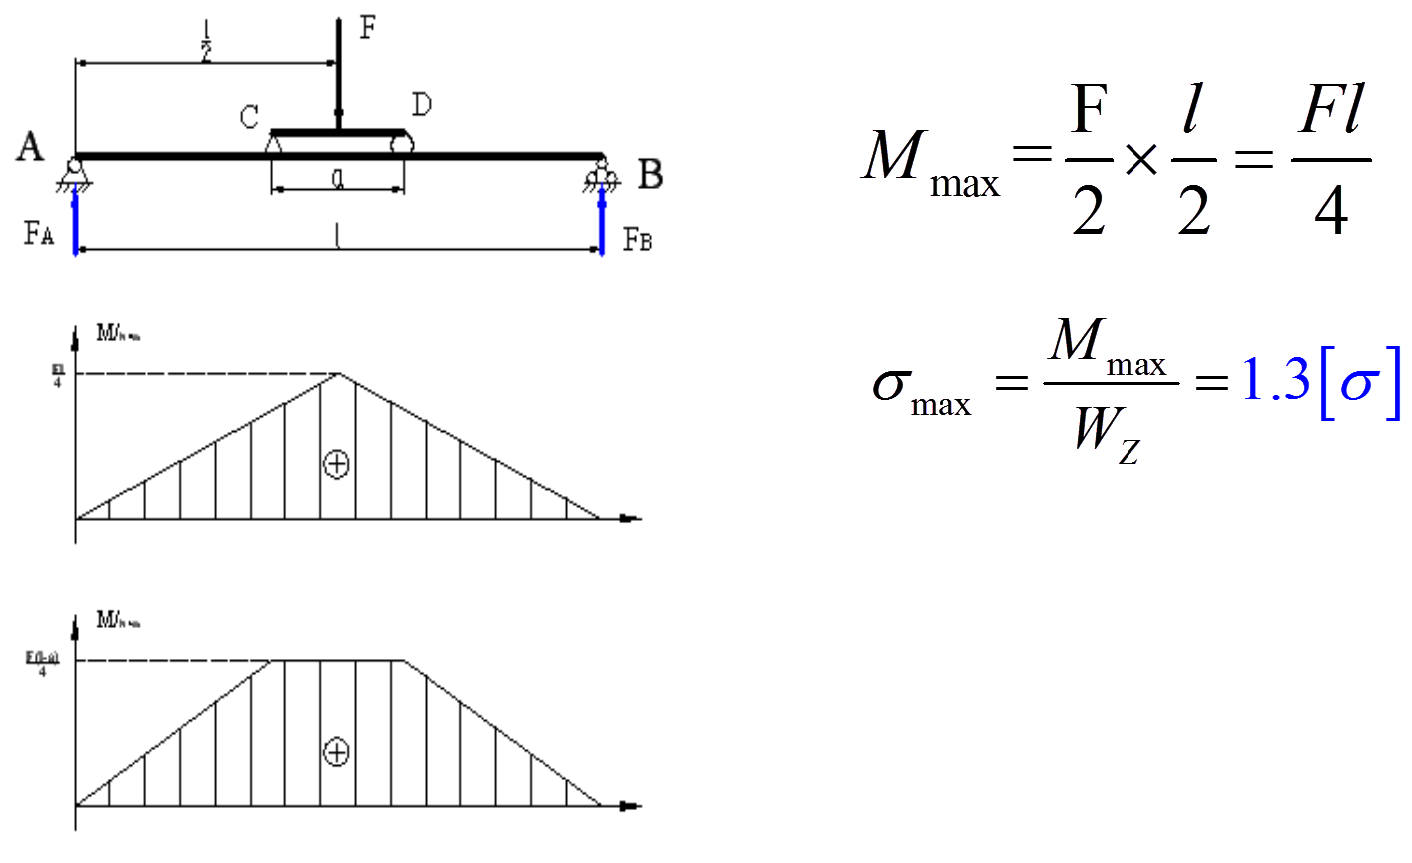 l/2
F
C
D
A
B
a
FA
l
FB
M_max = F/2 × l/2 = Fl/4
M/
Fl/4
σ_max = M_max/W_Z = 1.3[σ]
M/
F(l-a)/4